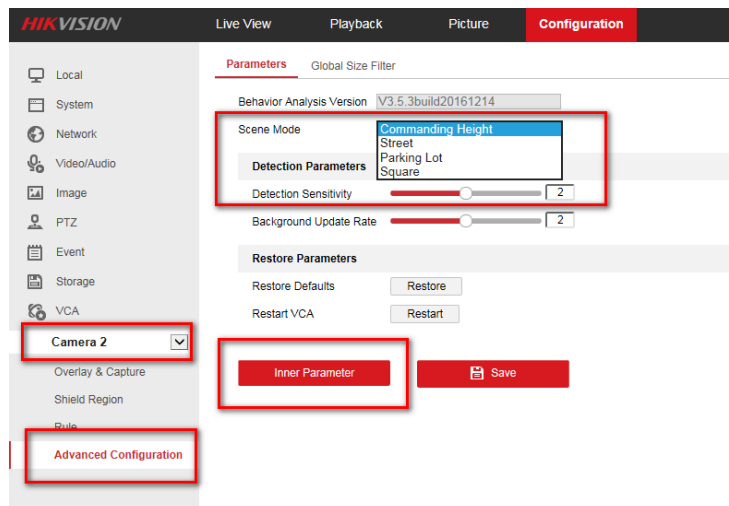 HIKVISION Live View Playback Picture Configuration
Parameters Global Size Filter
Local
System
Network
Video/Audio
Image
PTZ
Event
Storage
VCA
Camera 2
Overlay & Capture
Shield Region
Rule
Advanced Configuration
Behavior Analysis Version V3.5.3build20161214
Scene Mode Commanding Height
Street
Parking Lot
Square
Detection Parameters
Detection Sensitivity 2
Background Update Rate 2
Restore Parameters
Restore Defaults Restore
Restart VCA Restart
Inner Parameter Save